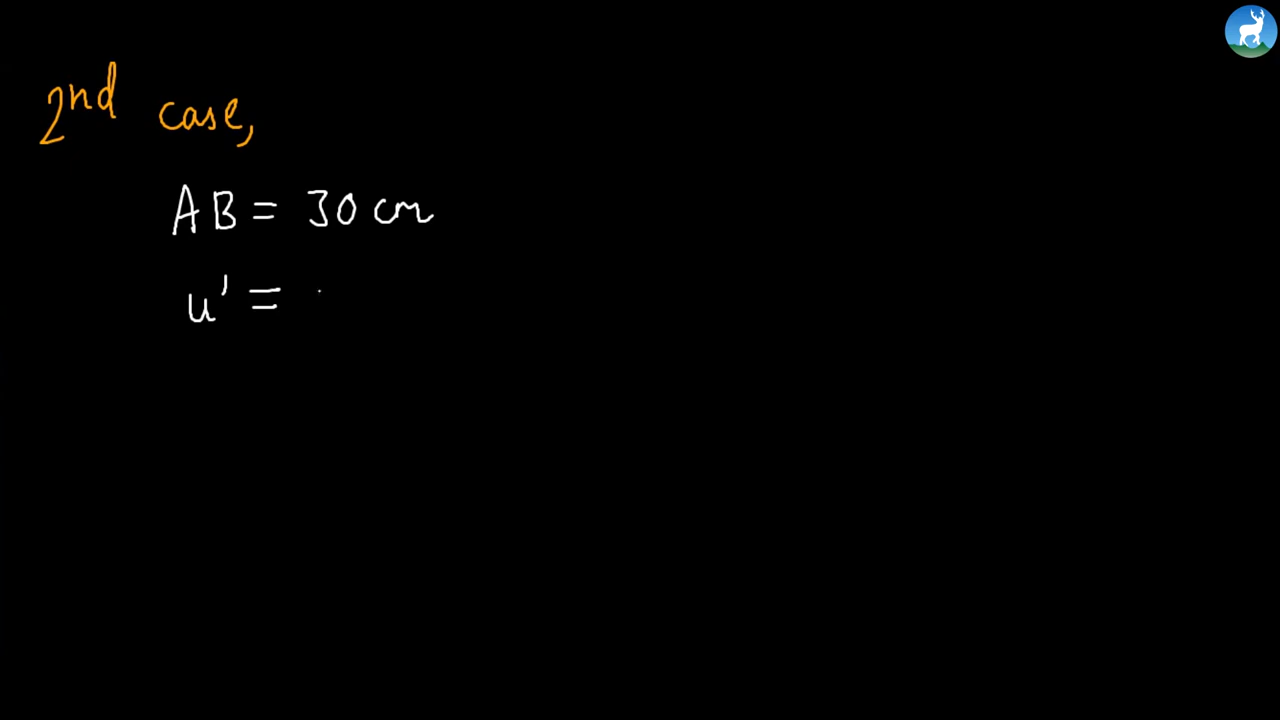 2nd case,
AB = 30 cm
u' =